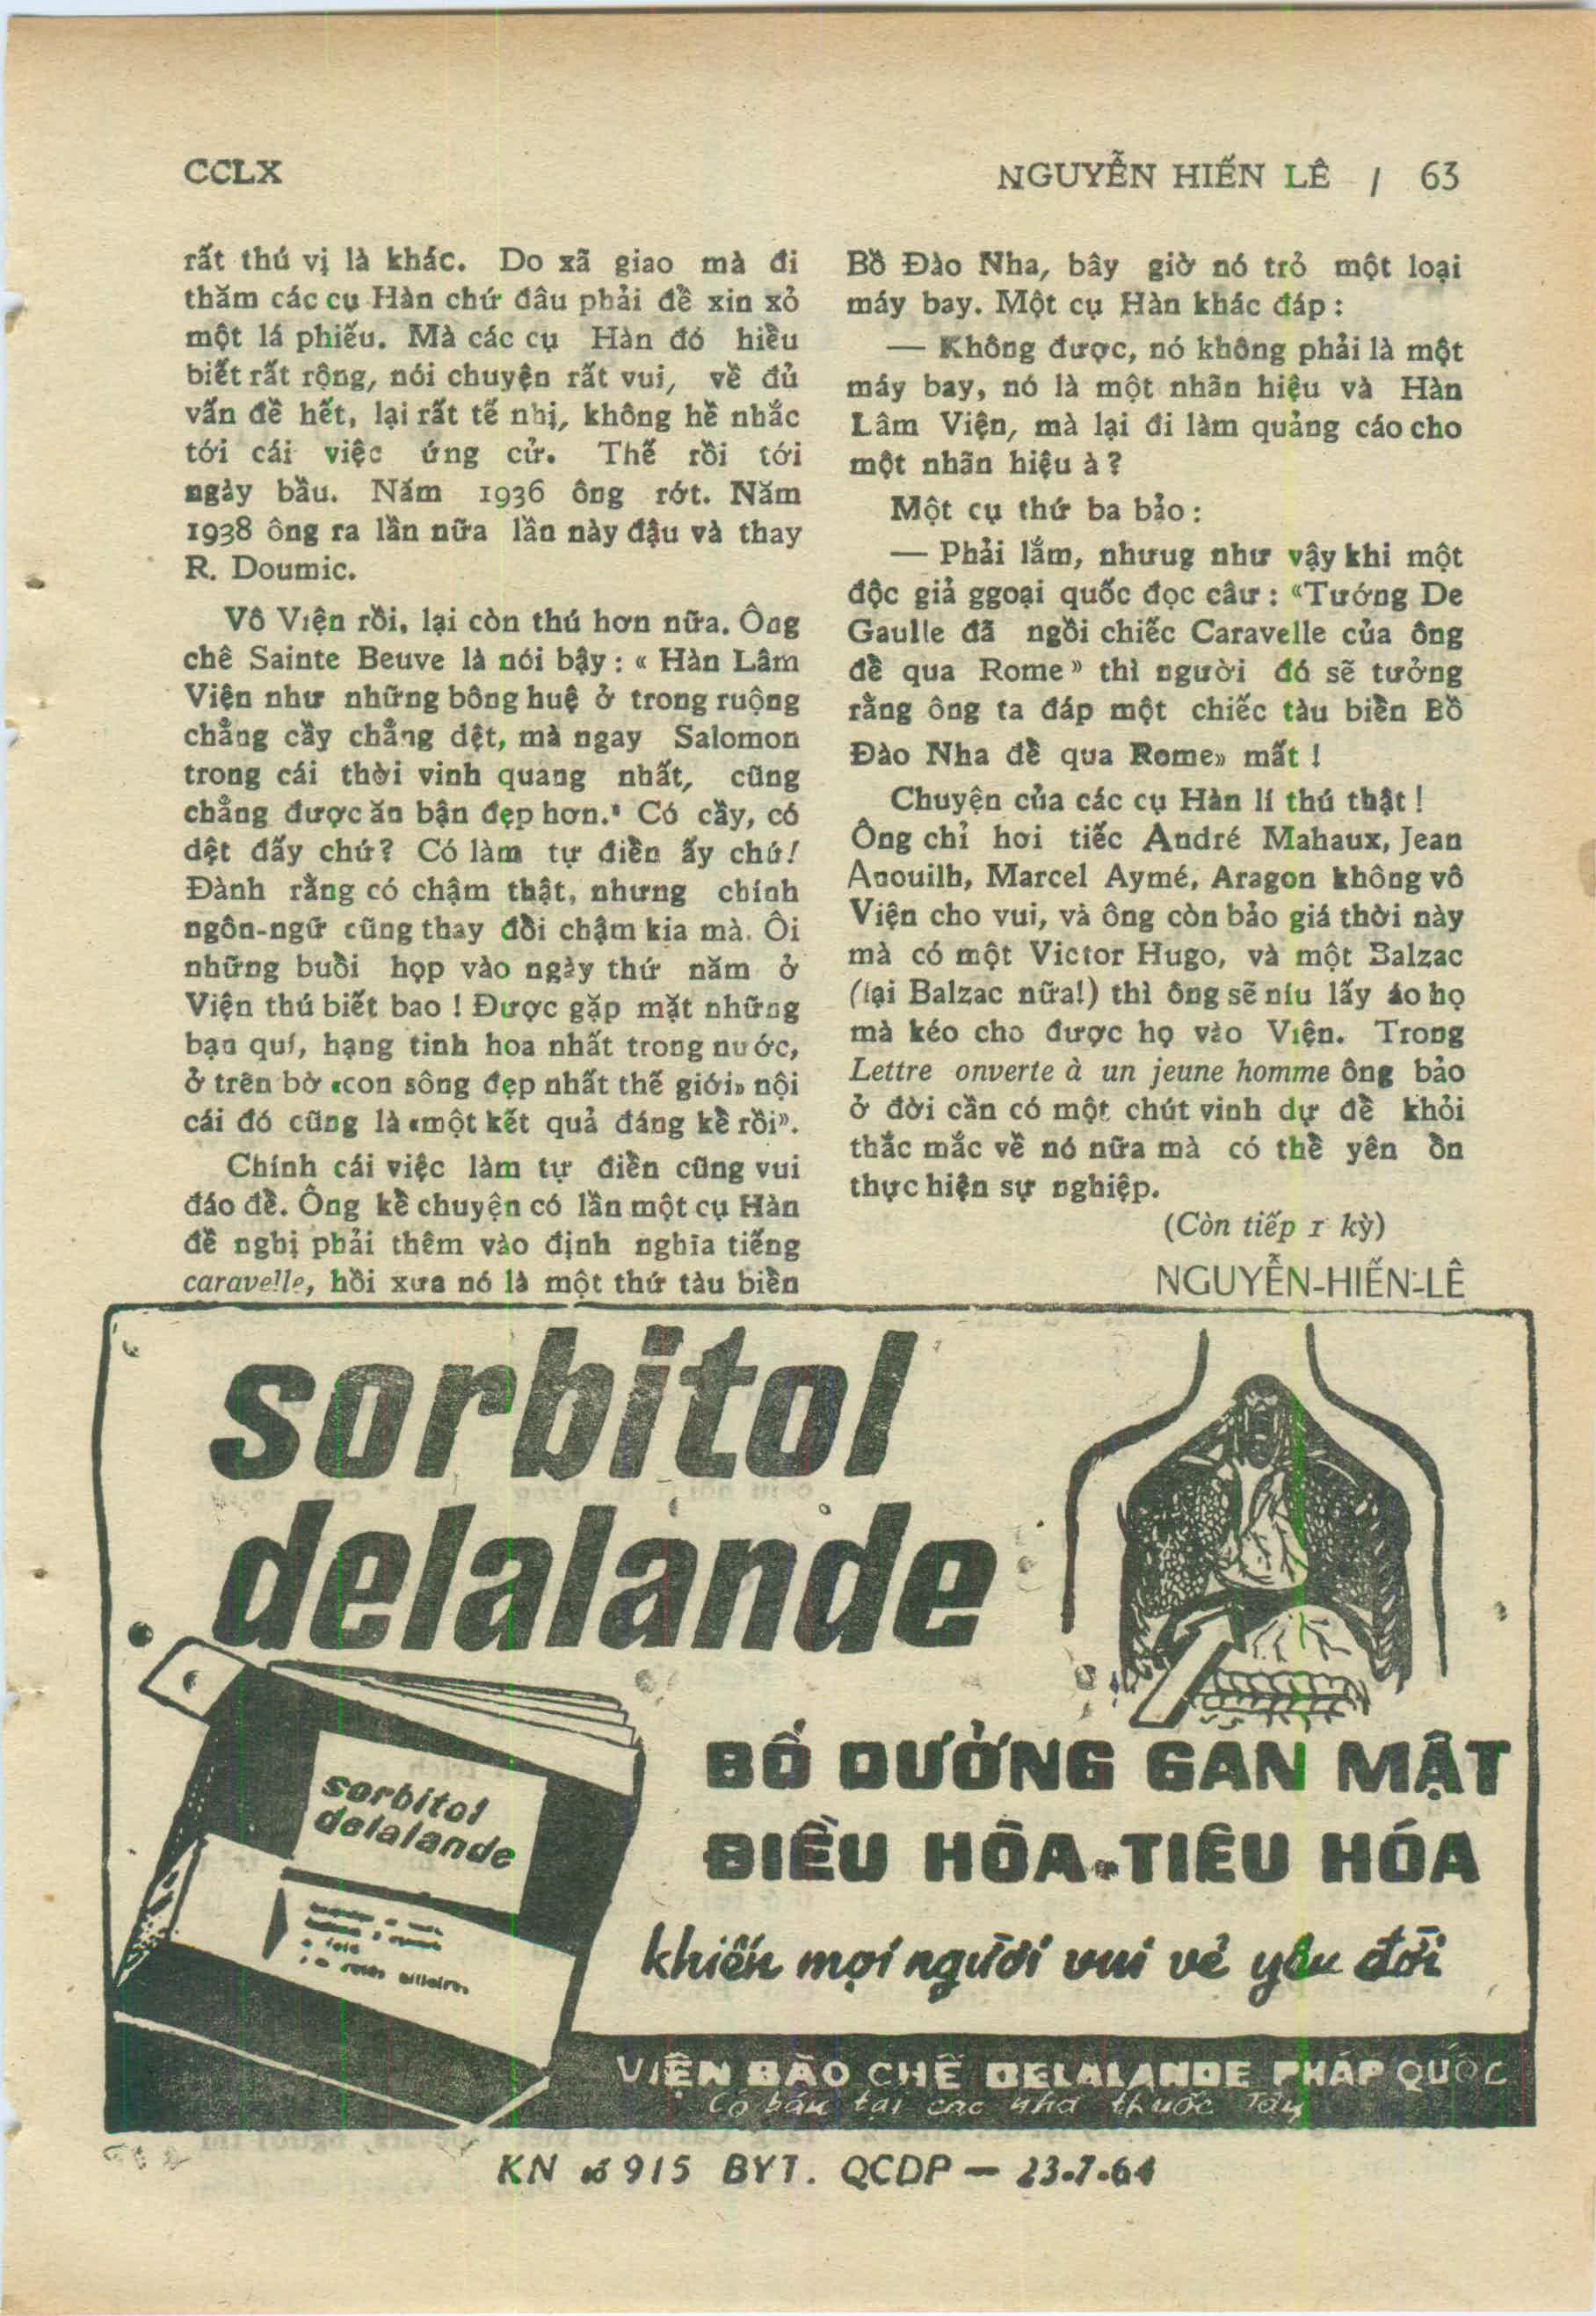 CCLX
NGUYỄN HIẾN LÊ / 63
rất thú vị là khác. Do xã giao mà đi
thăm các cụ Hàn chứ đâu phải để xin xỏ
một lá phiếu. Mà các cụ Hàn đó hiểu
biết rất rộng, nói chuyện rất vui, về đủ
vấn đề hết, lại rất tế nhị, không hề nhắc
tới cái việc ứng cử. Thế rồi tới
ngày bầu. Năm 1936 ông rớt. Năm
1938 ông ra lần nữa lần này đậu và thay
R. Doumic.
Vô Viện rồi, lại còn thú hơn nữa. Ông
chê Sainte Beuve là nói bậy : « Hàn Lâm
Viện như những bông huệ ở trong ruộng
chẳng cầy chẳng dệt, mà ngay Salomon
trong cái thời vinh quang nhất, cũng
chẳng được ăn bận đẹp hơn.» Có cầy, có
dệt đấy chứ? Có làm tự điển ấy chứ!
Đành rằng có chậm thật, nhưng chính
ngôn-ngữ cũng thay đổi chậm kia mà. Ôi
những buổi họp vào ngày thứ năm ở
Viện thú biết bao ! Được gặp mặt những
bạn quí, hạng tinh hoa nhất trong nước,
ở trên bờ «con sông đẹp nhất thế giới» nội
cái đó cũng là «một kết quả đáng kể rồi».
Chính cái việc làm tự điển cũng vui
đáo để. Ông kể chuyện có lần một cụ Hàn
đề nghị phải thêm vào định nghĩa tiếng
caravelle, hồi xưa nó là một thứ tàu biển
Bồ Đào Nha, bây giờ nó trỏ một loại
máy bay. Một cụ Hàn khác đáp :
— Không được, nó không phải là một
máy bay, nó là một nhãn hiệu và Hàn
Lâm Viện, mà lại đi làm quảng cáo cho
một nhãn hiệu à ?
Một cụ thứ ba bảo :
— Phải lắm, nhưug như vậy khi một
độc giả ggoại quốc đọc câư : «Tướng De
Gaulle đã ngồi chiếc Caravelle của ông
để qua Rome» thì người đó sẽ tưởng
rằng ông ta đáp một chiếc tàu biển Bồ
Đào Nha để qua Rome» mất !
Chuyện của các cụ Hàn lí thú thật !
Ông chỉ hơi tiếc André Mahaux, Jean
Anouilh, Marcel Aymé, Aragon không vô
Viện cho vui, và ông còn bảo giá thời này
mà có một Victor Hugo, và một Balzac
(lại Balzac nữa!) thì ông sẽ níu lấy áo họ
mà kéo cho được họ vào Viện. Trong
Lettre onverte à un jeune homme ông bảo
ở đời cần có một chút vinh dự để khỏi
thắc mắc về nó nữa mà có thể yên ổn
thực hiện sự nghiệp.
(Còn tiếp 1 kỳ)
NGUYỄN-HIẾN-LÊ
sorbitol
delalande
sorbitol
delalande
BỔ DƯỞNG GAN MẬT
ĐIỀU HÒA.TIÊU HÓA
khiến mọi người vui vẻ yêu đời
VIỆN BÀO CHẾ DELALANDE PHÁP QUỐC
Có bán tại các nhà thuốc Tây
KN số 915 BYT. QCDP — 23.7.64